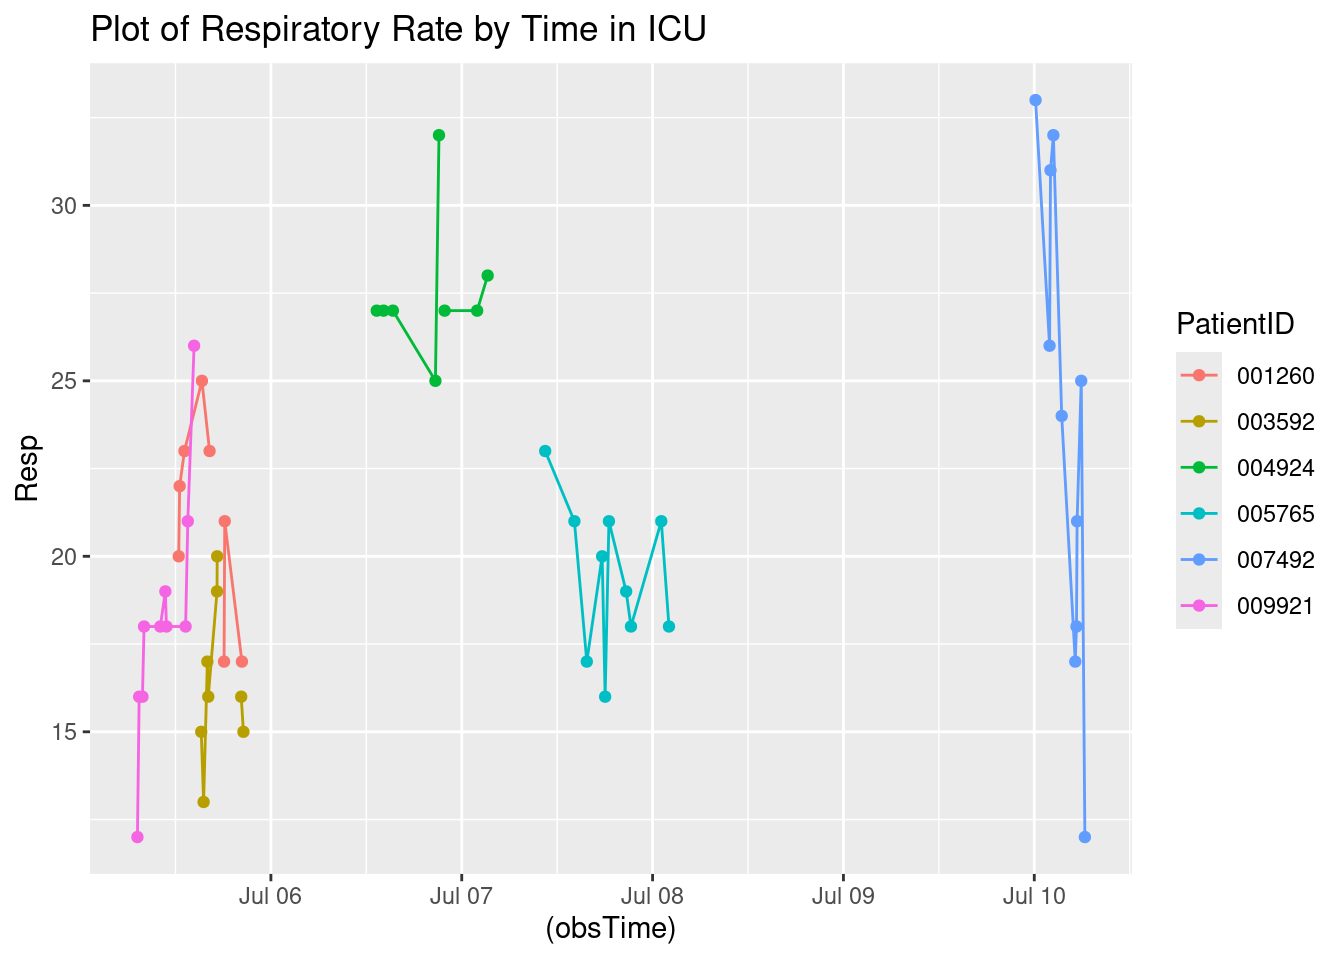 Plot of Respiratory Rate by Time in ICU
Resp
30
25
20
15
Jul 06
Jul 07
Jul 08
Jul 09
Jul 10
(obsTime)
PatientID
001260
003592
004924
005765
007492
009921